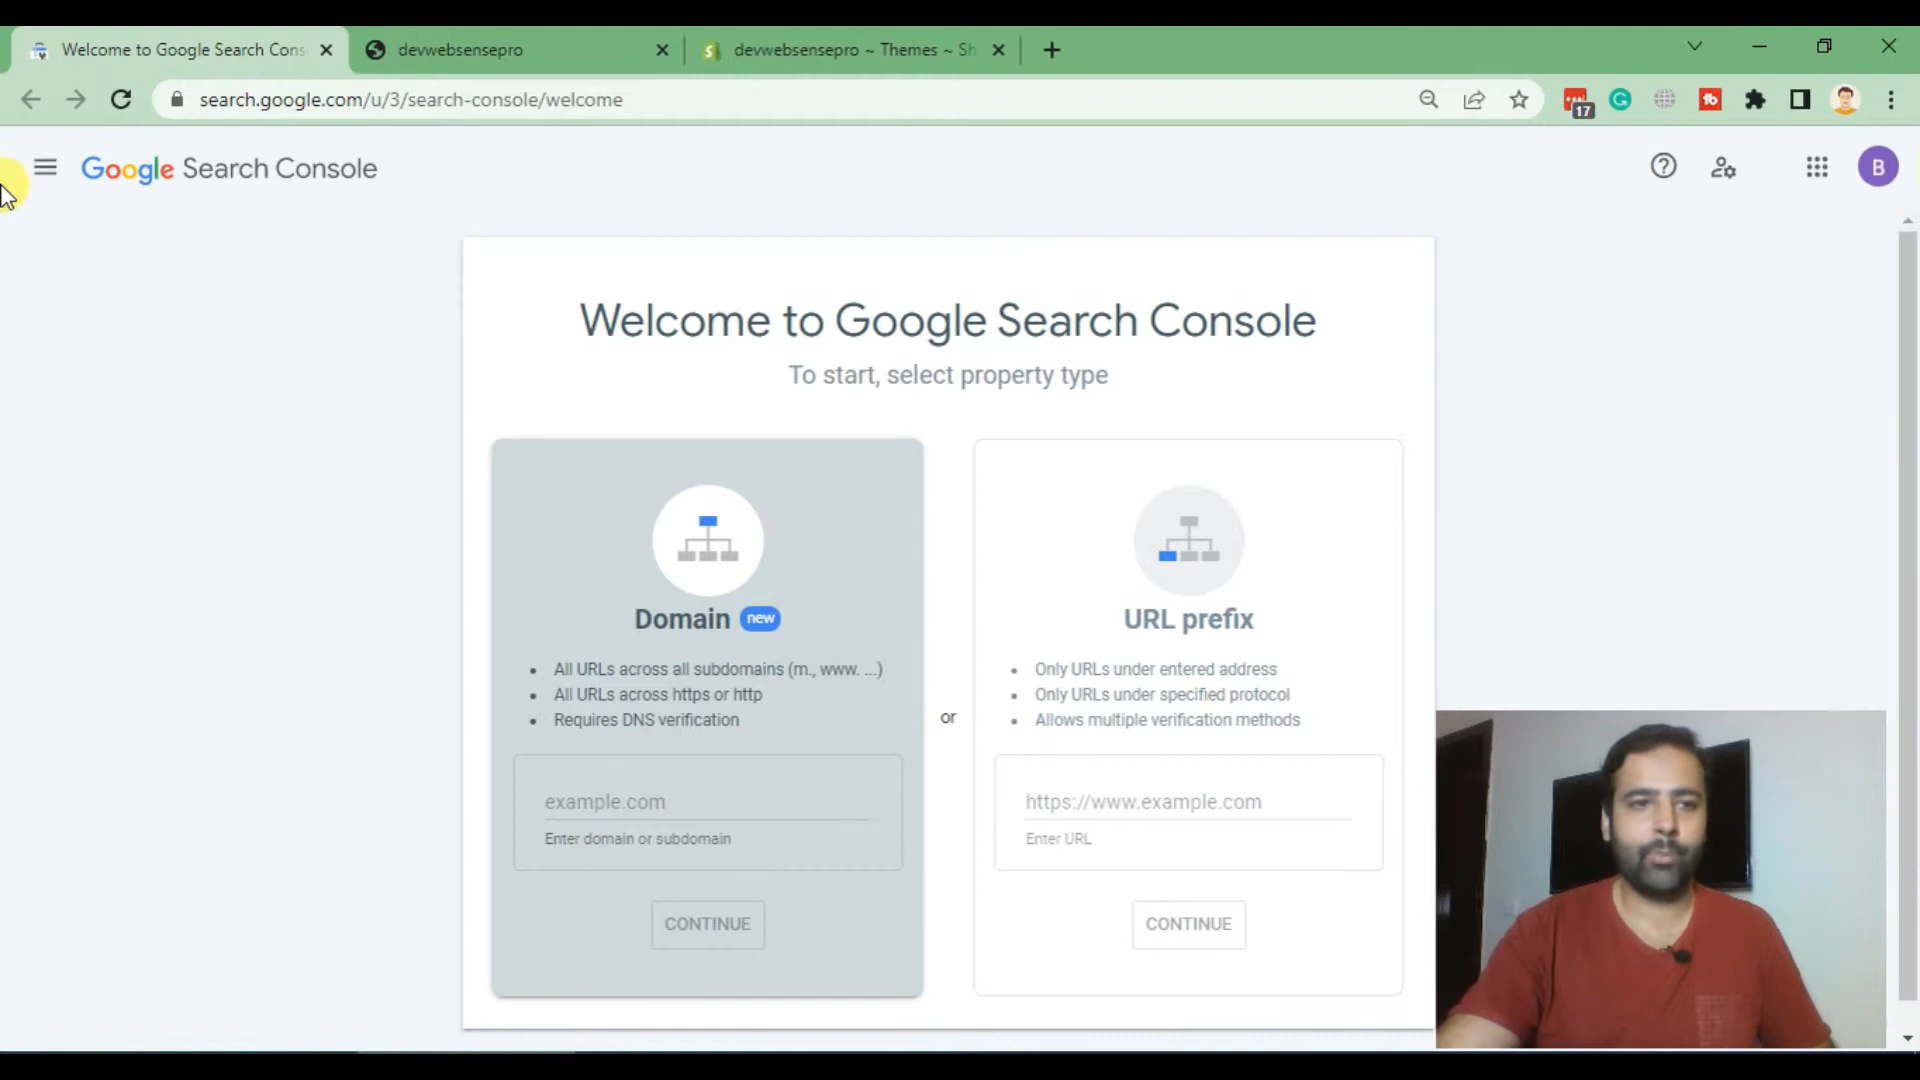 Welcome to Google Search Cons
devwebsensepro
devwebsensepro ~ Themes ~ Sh
search.google.com/u/3/search-console/welcome
17
G
tb
Google Search Console
B
Welcome to Google Search Console
To start, select property type
Domain new
All URLs across all subdomains (m., www. ...)
All URLs across https or http
Requires DNS verification
example.com
Enter domain or subdomain
CONTINUE
or
URL prefix
Only URLs under entered address
Only URLs under specified protocol
Allows multiple verification methods
https://www.example.com
Enter URL
CONTINUE